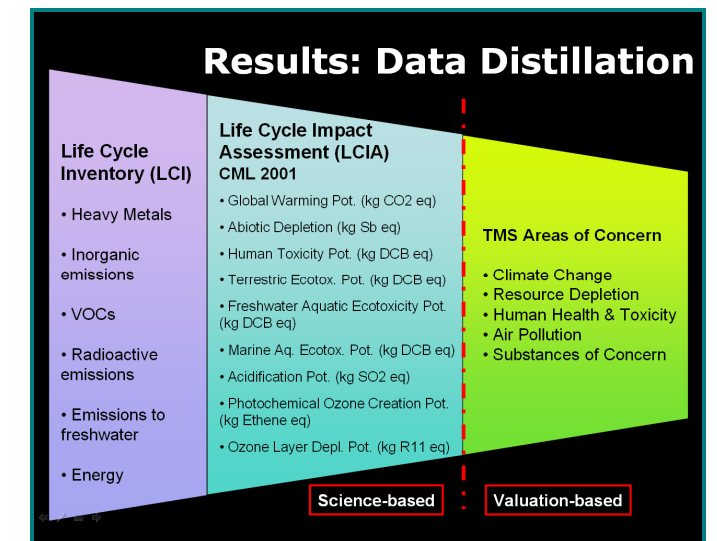 Results: Data Distillation
Life Cycle
Inventory (LCI)
• Heavy Metals
• Inorganic
emissions
• VOCs
• Radioactive
emissions
• Emissions to
freshwater
• Energy
Life Cycle Impact
Assessment (LCIA)
CML 2001
• Global Warming Pot. (kg CO2 eq)
• Abiotic Depletion (kg Sb eq)
• Human Toxicity Pot. (kg DCB eq)
• Terrestric Ecotox. Pot. (kg DCB eq)
• Freshwater Aquatic Ecotoxicity Pot.
(kg DCB eq)
• Marine Aq. Ecotox. Pot. (kg DCB eq)
• Acidification Pot. (kg SO2 eq)
• Photochemical Ozone Creation Pot.
(kg Ethene eq)
• Ozone Layer Depl. Pot. (kg R11 eq)
TMS Areas of Concern
• Climate Change
• Resource Depletion
• Human Health & Toxicity
• Air Pollution
• Substances of Concern
Science-based
Valuation-based